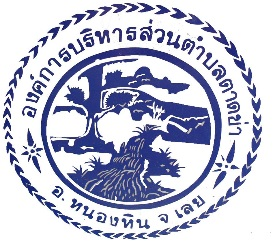 องค์การบริหารส่วนตำบลตาดข่า
อ. หนองหิน จ เลย